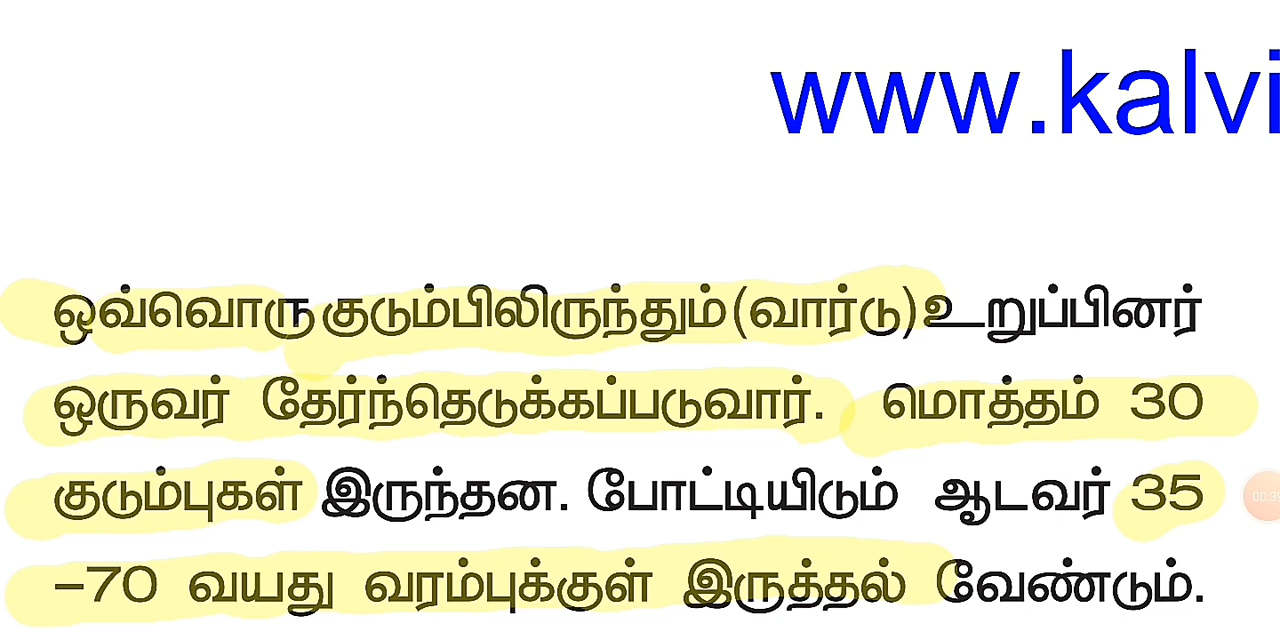 www.kalvi
ஒவ்வொரு குடும்பிலிருந்தும் (வார்டு) உறுப்பினர்
ஒருவர் தேர்ந்தெடுக்கப்படுவார். மொத்தம் 30
குடும்புகள் இருந்தன. போட்டியிடும் ஆடவர் 35
–70 வயது வரம்புக்குள் இருத்தல் வேண்டும்.